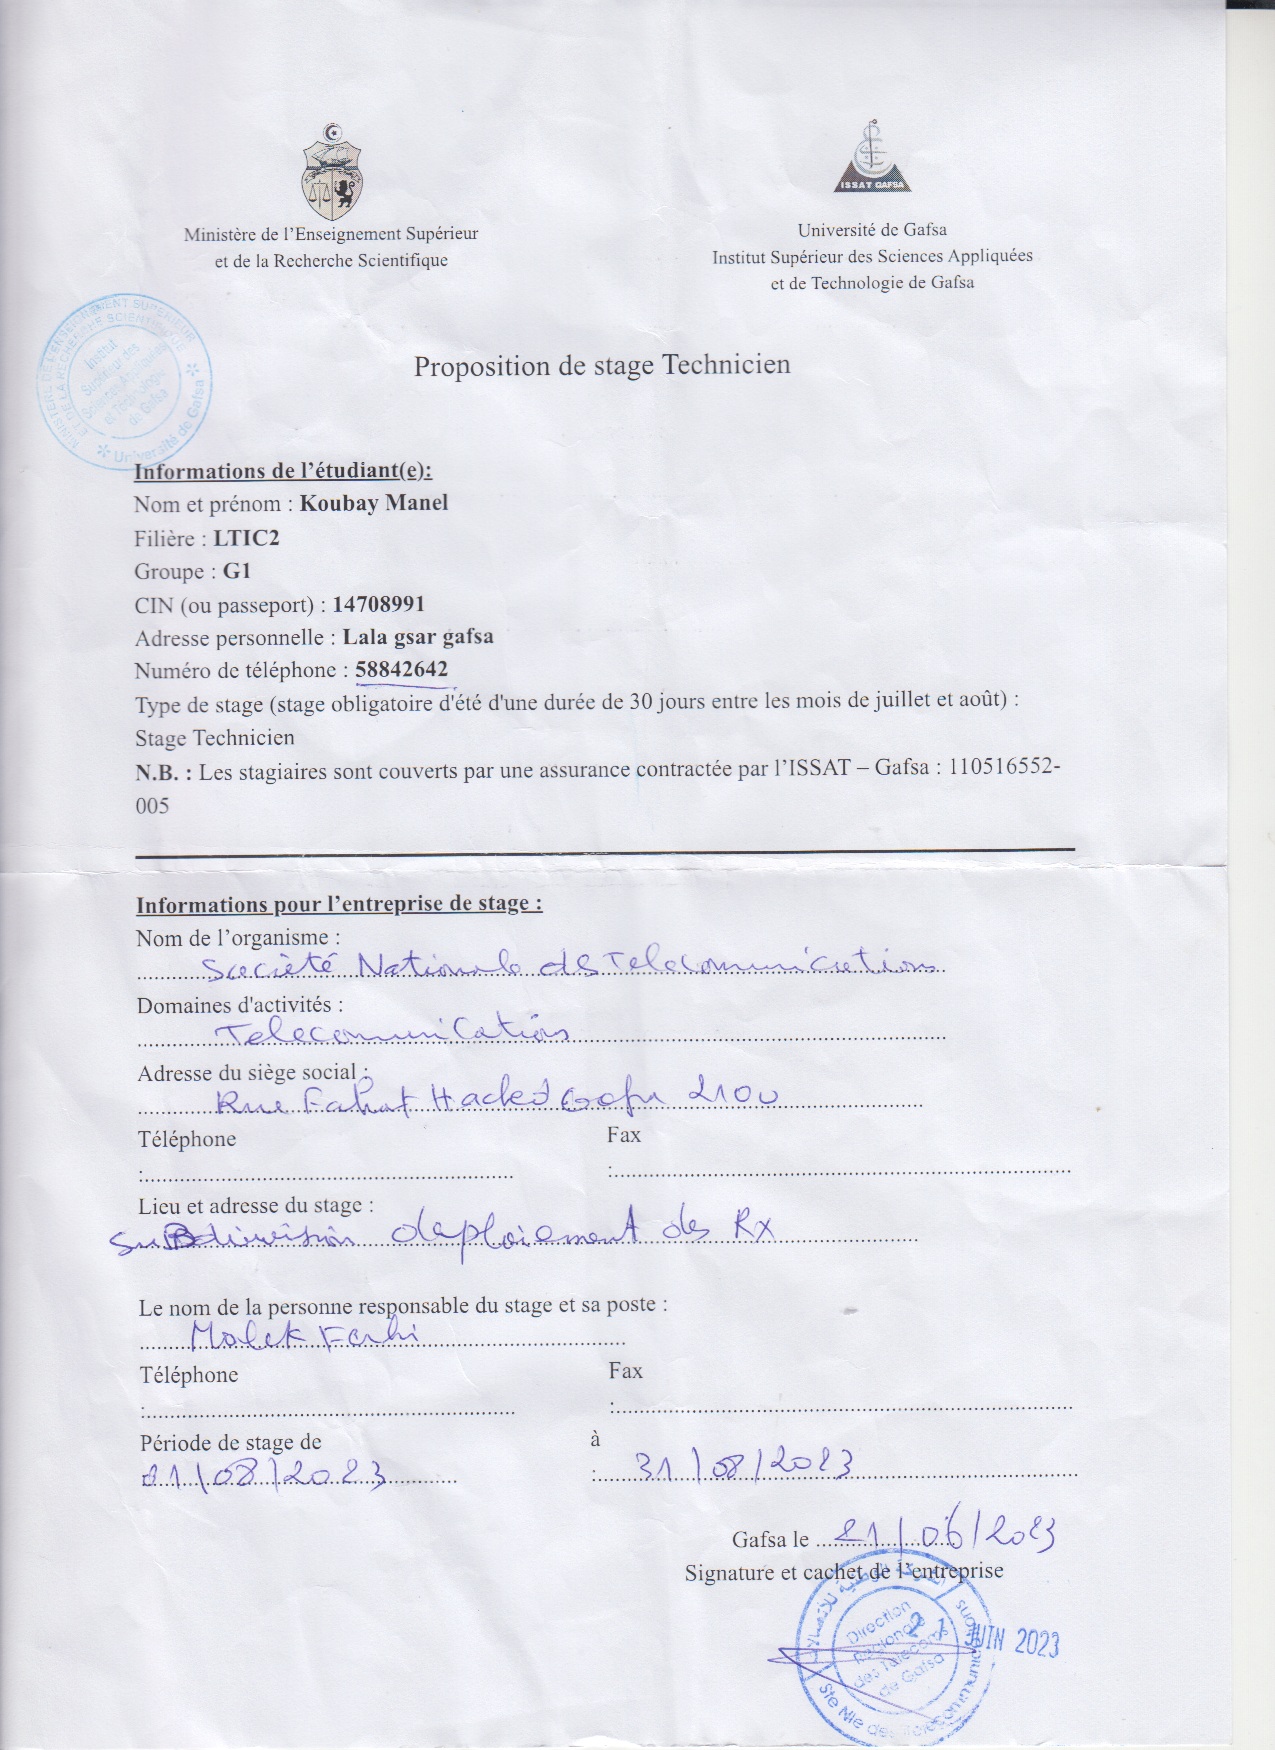 ISSAT GAFSA
Ministère de l'Enseignement Supérieur
et de la Recherche Scientifique
Université de Gafsa
Institut Supérieur des Sciences Appliquées
et de Technologie de Gafsa
MINISTERE DE L'ENSEIGNEMENT SUPERIEUR
ET DE LA RECHERCHE SCIENTIFIQUE
Institut
Supérieur des
Sciences Appliquées
et Technologie
de Gafsa
* Université de Gafsa *
Proposition de stage Technicien
Informations de l'étudiant(e):
Nom et prénom : Koubay Manel
Filière : LTIC2
Groupe : G1
CIN (ou passeport) : 14708991
Adresse personnelle : Lala gsar gafsa
Numéro de téléphone : 58842642
Type de stage (stage obligatoire d'été d'une durée de 30 jours entre les mois de juillet et août) :
Stage Technicien
N.B. : Les stagiaires sont couverts par une assurance contractée par l'ISSAT – Gafsa : 110516552-
005
Informations pour l'entreprise de stage :
Nom de l'organisme :
Société Nationale des Telecomunications
Domaines d'activités :
Telecomunications
Adresse du siège social :
Rue Fahat Hached Gafsa 2100
Téléphone
Fax
:
:
Lieu et adresse du stage :
SuBdivision deploiement des Rx
Le nom de la personne responsable du stage et sa poste :
Malek Farhi
Téléphone
Fax
:
:
Période de stage de
à
01/08/2023
: 31/08/2023
Gafsa le 21/06/2023
Signature et cachet de l'entreprise
الشركة الوطنية للاتصالات
Direction
Régionale
des Télécoms
de Gafsa
21 JUIN 2023
Ste Nle des Télécommunications